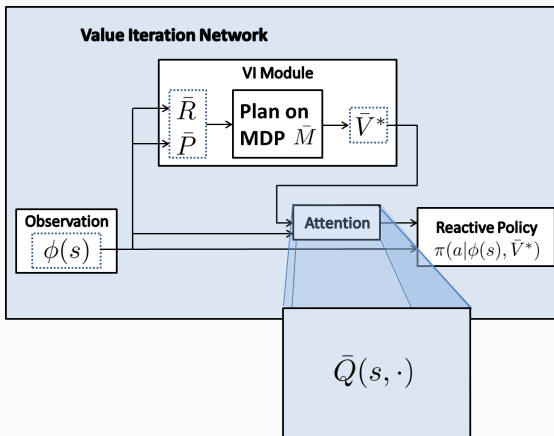 Value Iteration Network
VI Module
R̄
P̄
Plan on
MDP M̄
V̄*
Observation
ϕ(s)
Attention
Reactive Policy
π(a|ϕ(s), V̄*)
Q̄(s, ·)